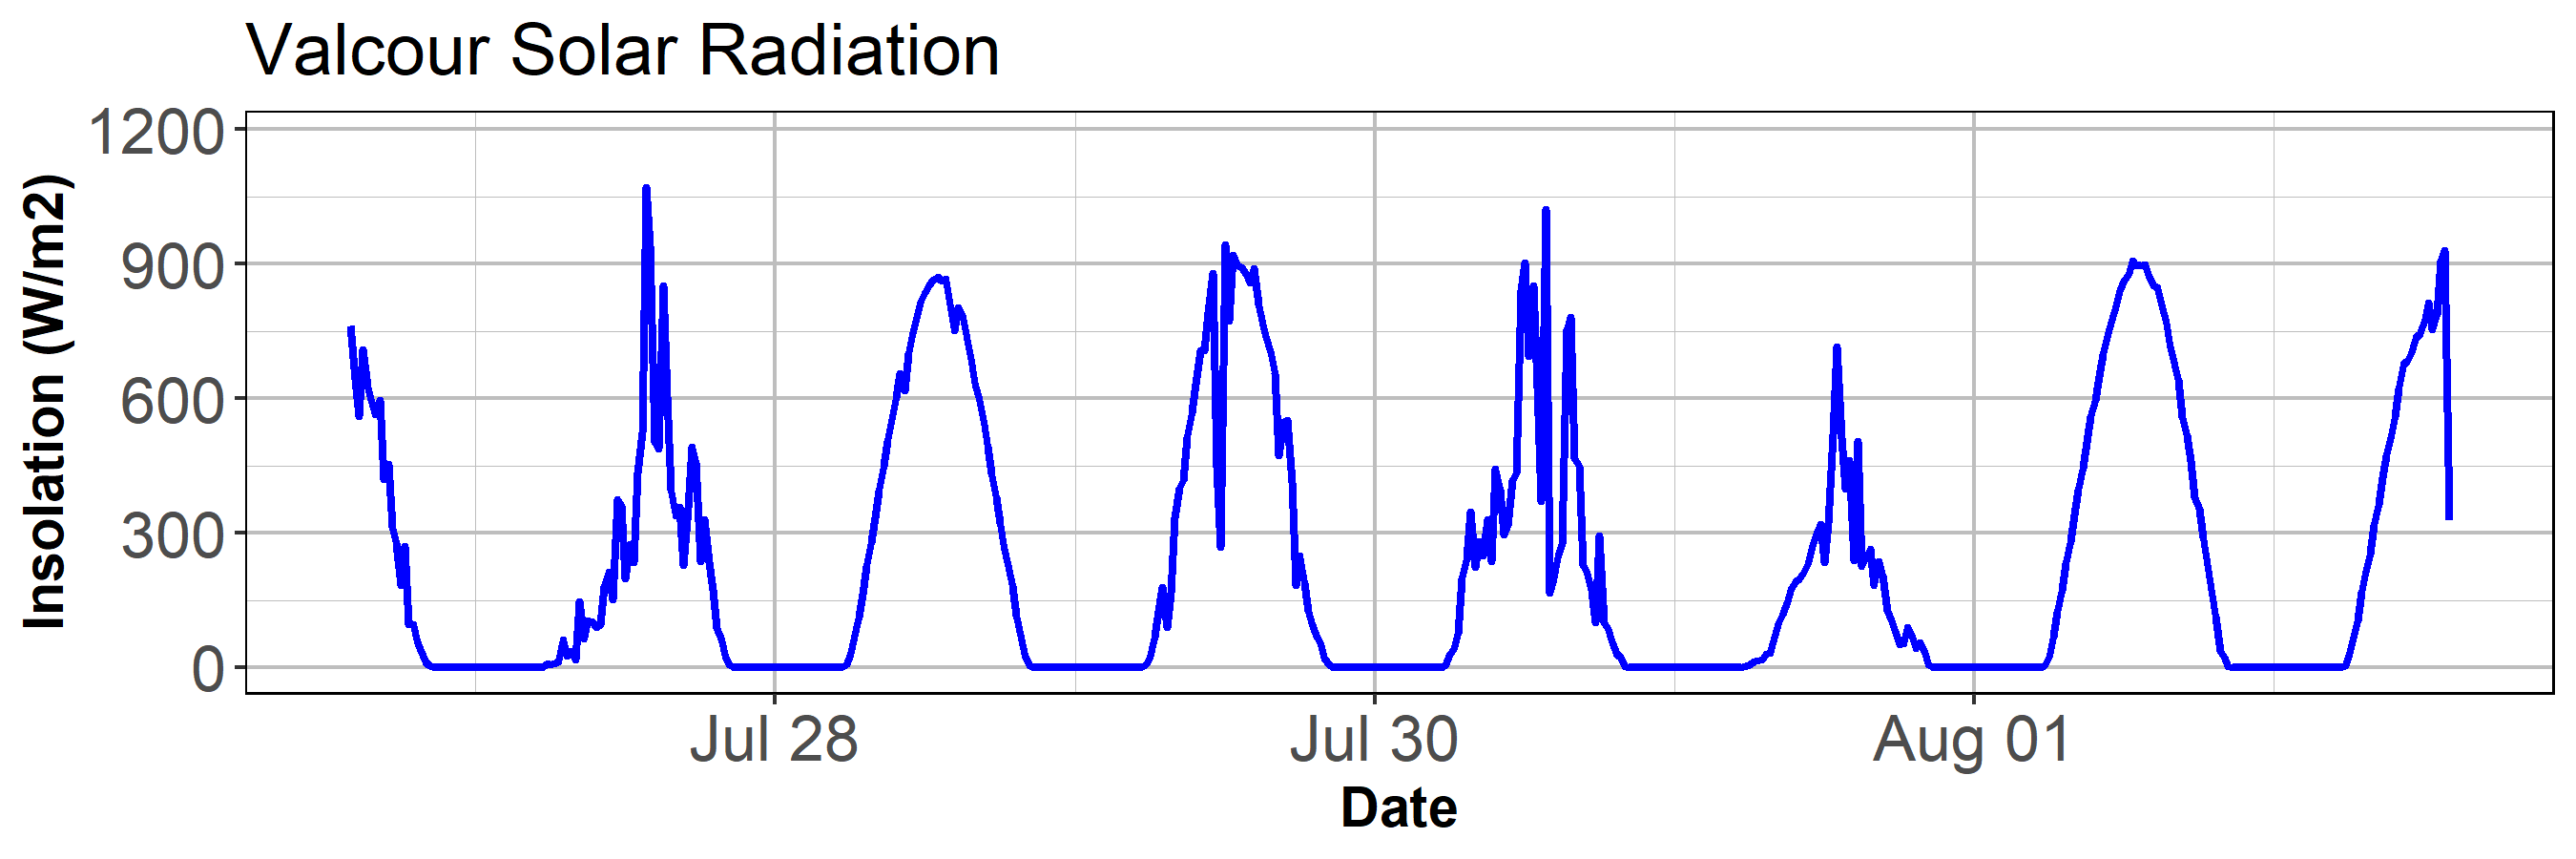 Valcour Solar Radiation
Insolation (W/m2)
1200
900
600
300
0
Jul 28
Jul 30
Aug 01
Date